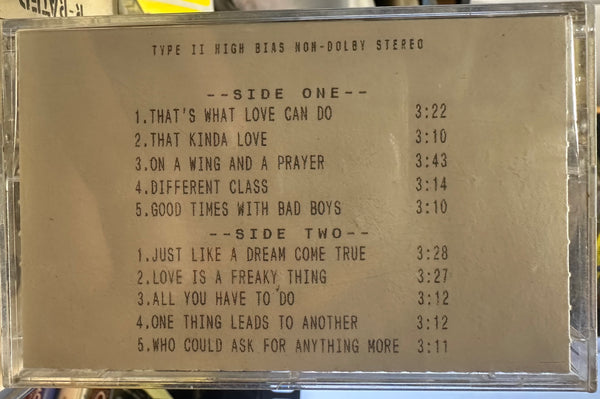 R-RATED
TYPE II HIGH BIAS NON-DOLBY STEREO
--SIDE ONE--
1.THAT'S WHAT LOVE CAN DO 3:22
2.THAT KINDA LOVE 3:10
3.ON A WING AND A PRAYER 3:43
4.DIFFERENT CLASS 3:14
5.GOOD TIMES WITH BAD BOYS 3:10
--SIDE TWO--
1.JUST LIKE A DREAM COME TRUE 3:28
2.LOVE IS A FREAKY THING 3:27
3.ALL YOU HAVE TO DO 3:12
4.ONE THING LEADS TO ANOTHER 3:12
5.WHO COULD ASK FOR ANYTHING MORE 3:11